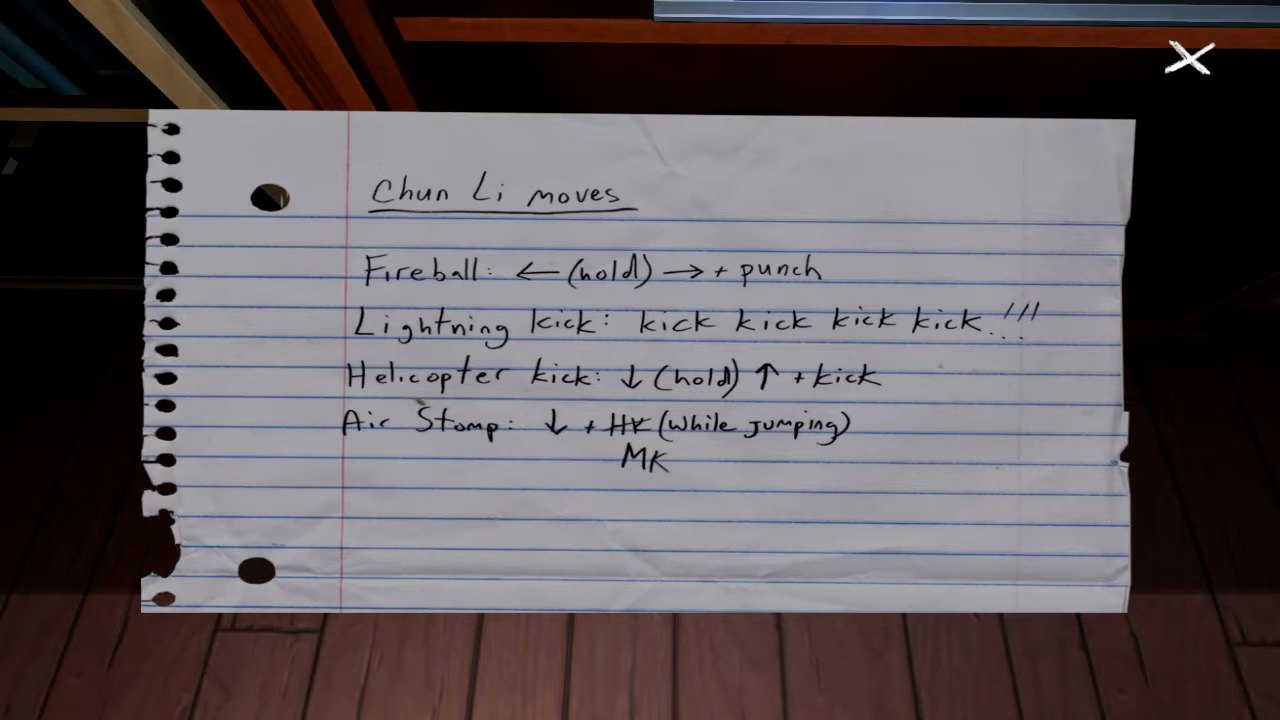 Chun Li moves
Fireball: ← (hold) → + punch
Lightning kick: kick kick kick kick!!!
Helicopter kick: ↓ (hold) ↑ + kick
Air Stomp: ↓ + HK (while jumping)
MK